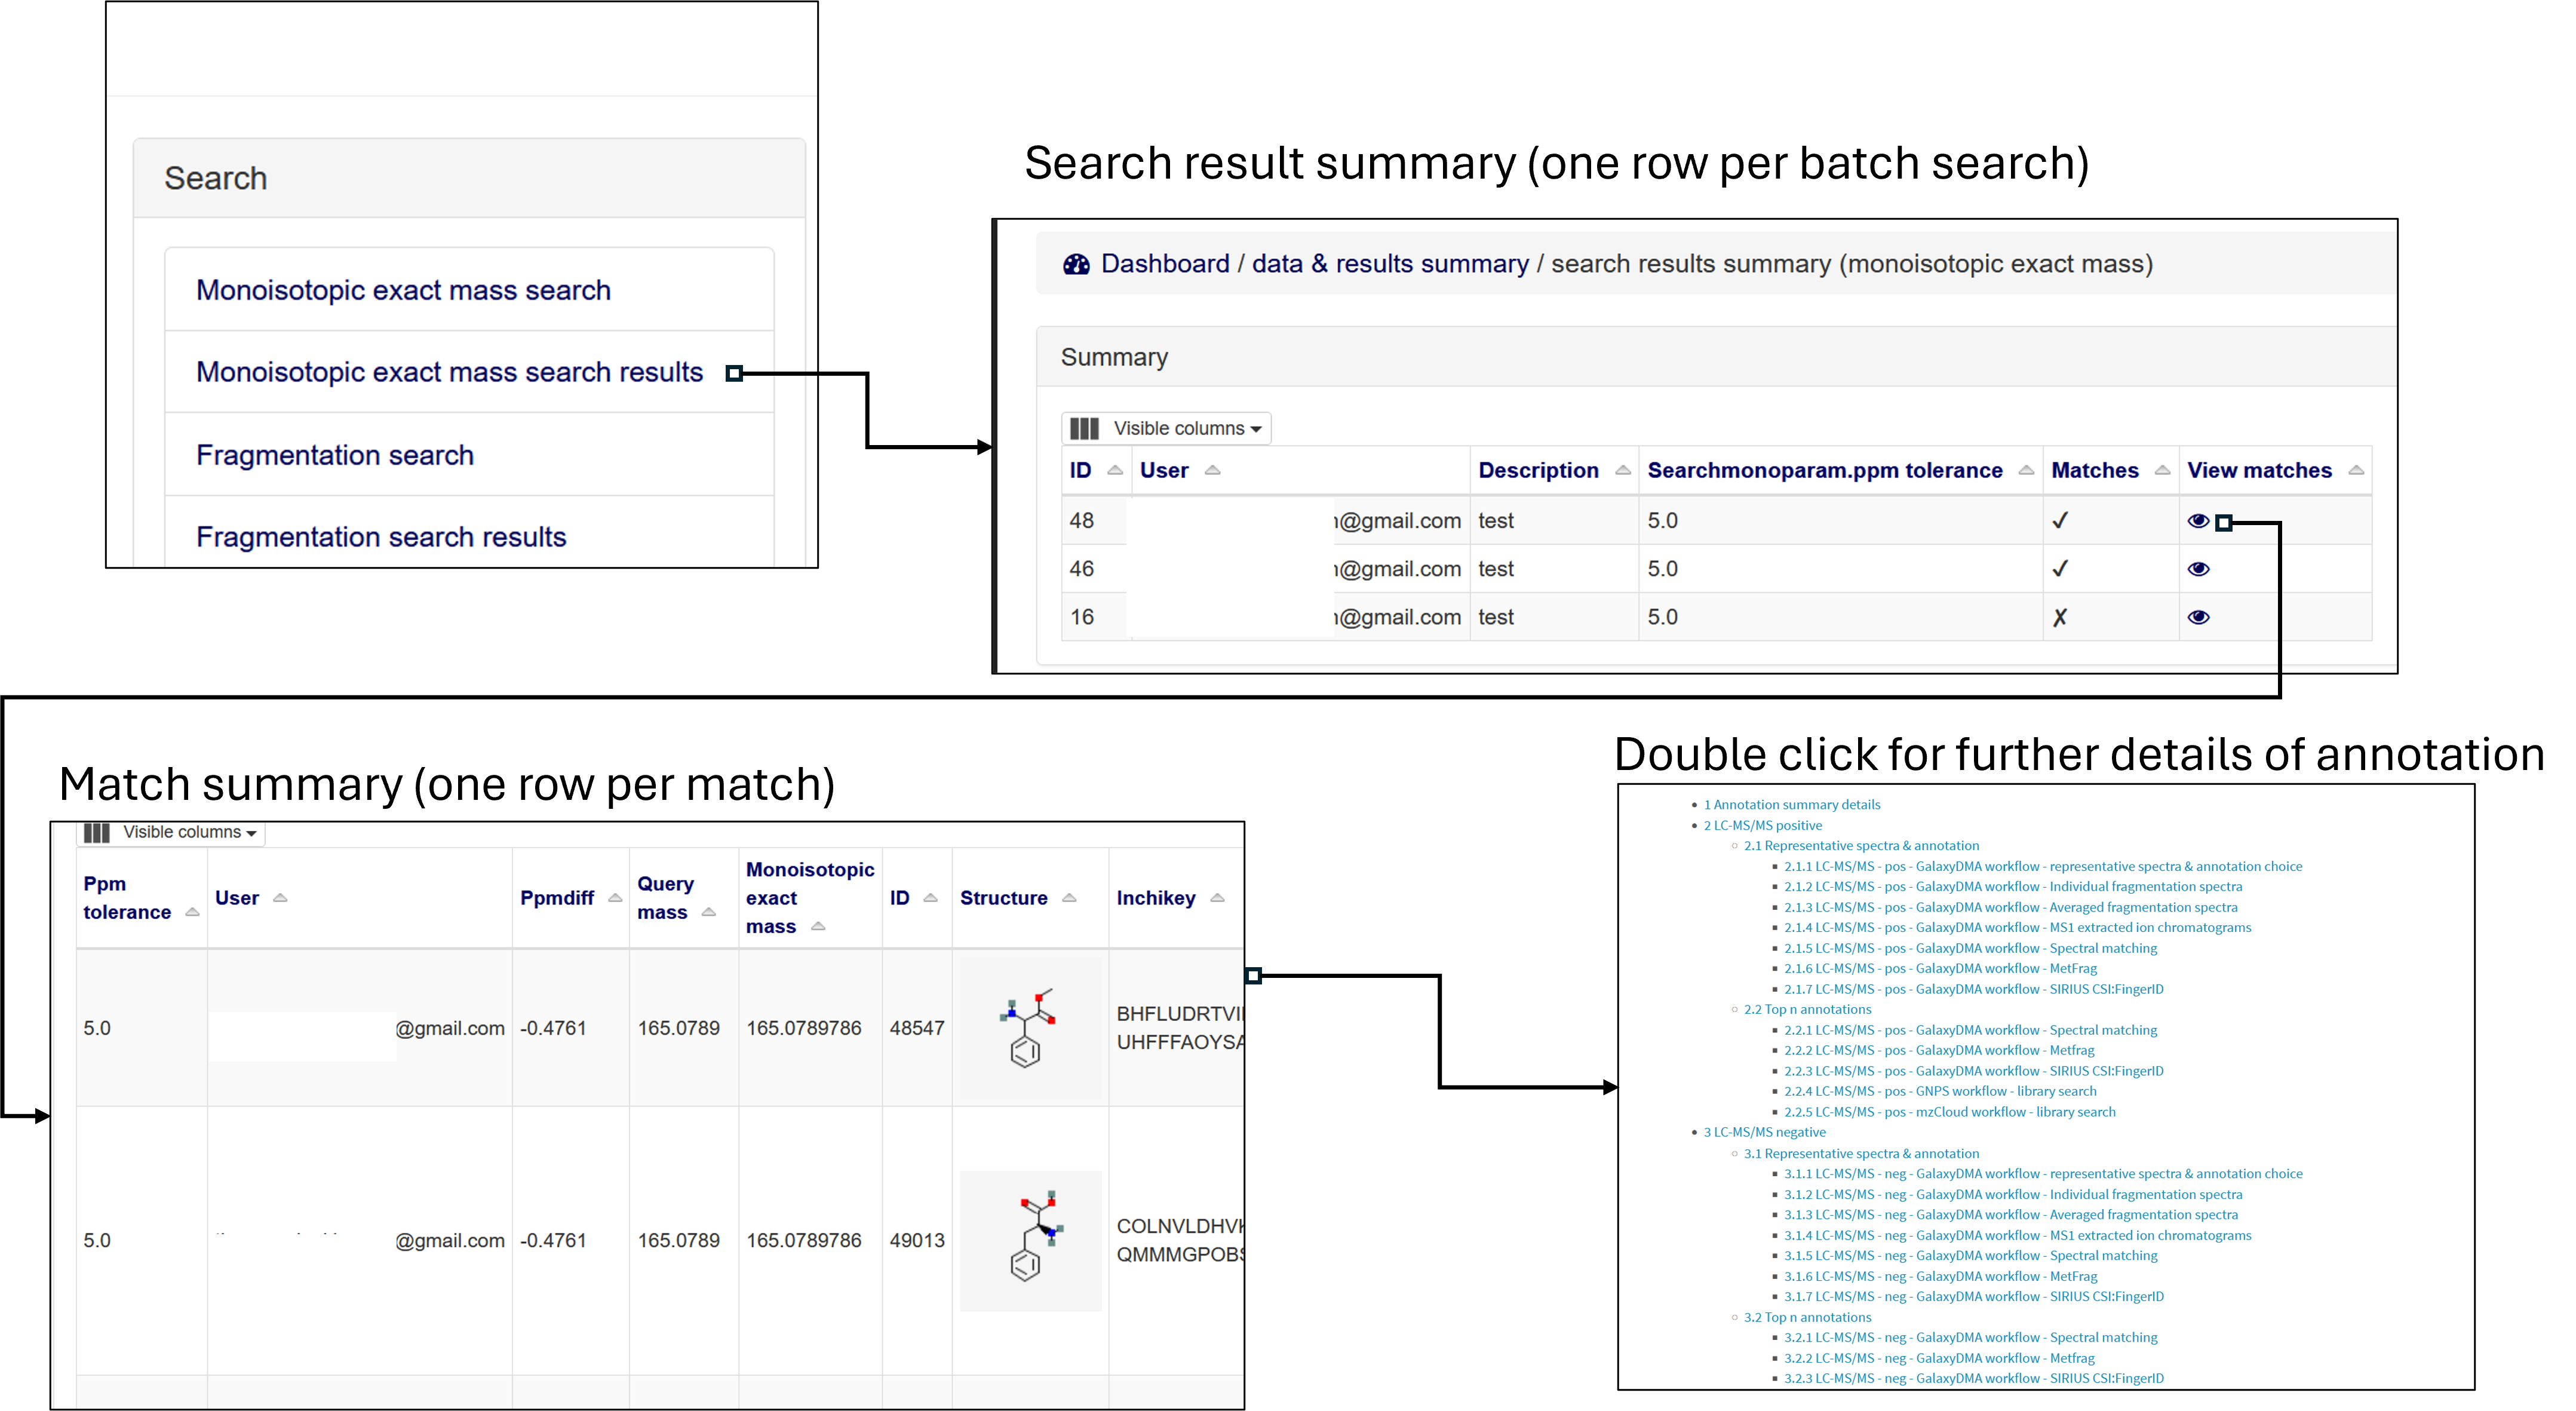 Search
Monoisotopic exact mass search
Monoisotopic exact mass search results
Fragmentation search
Fragmentation search results
Search result summary (one row per batch search)
Dashboard / data & results summary / search results summary (monoisotopic exact mass)
Summary
Visible columns
ID User Description Searchmonoparam.ppm tolerance Matches View matches
48 @gmail.com test 5.0 ✓
46 @gmail.com test 5.0 ✓
16 @gmail.com test 5.0 ✗
Match summary (one row per match)
Visible columns
Ppm tolerance User Ppmdiff Query mass Monoisotopic exact mass ID Structure Inchikey
5.0 @gmail.com -0.4761 165.0789 165.0789786 48547
BHFLUDRTVI
UHFFFAOYSA
5.0 @gmail.com -0.4761 165.0789 165.0789786 49013
COLNVLDHV
QMMMGPOBS
Double click for further details of annotation
1 Annotation summary details
2 LC-MS/MS positive
2.1 Representative spectra & annotation
2.1.1 LC-MS/MS - pos - GalaxyDMA workflow - representative spectra & annotation choice
2.1.2 LC-MS/MS - pos - GalaxyDMA workflow - Individual fragmentation spectra
2.1.3 LC-MS/MS - pos - GalaxyDMA workflow - Averaged fragmentation spectra
2.1.4 LC-MS/MS - pos - GalaxyDMA workflow - MS1 extracted ion chromatograms
2.1.5 LC-MS/MS - pos - GalaxyDMA workflow - Spectral matching
2.1.6 LC-MS/MS - pos - GalaxyDMA workflow - MetFrag
2.1.7 LC-MS/MS - pos - GalaxyDMA workflow - SIRIUS CSI:FingerID
2.2 Top n annotations
2.2.1 LC-MS/MS - pos - GalaxyDMA workflow - Spectral matching
2.2.2 LC-MS/MS - pos - GalaxyDMA workflow - Metfrag
2.2.3 LC-MS/MS - pos - GalaxyDMA workflow - SIRIUS CSI:FingerID
2.2.4 LC-MS/MS - pos - GNPS workflow - library search
2.2.5 LC-MS/MS - pos - mzCloud workflow - library search
3 LC-MS/MS negative
3.1 Representative spectra & annotation
3.1.1 LC-MS/MS - neg - GalaxyDMA workflow - representative spectra & annotation choice
3.1.2 LC-MS/MS - neg - GalaxyDMA workflow - Individual fragmentation spectra
3.1.3 LC-MS/MS - neg - GalaxyDMA workflow - Averaged fragmentation spectra
3.1.4 LC-MS/MS - neg - GalaxyDMA workflow - MS1 extracted ion chromatograms
3.1.5 LC-MS/MS - neg - GalaxyDMA workflow - Spectral matching
3.1.6 LC-MS/MS - neg - GalaxyDMA workflow - MetFrag
3.1.7 LC-MS/MS - neg - GalaxyDMA workflow - SIRIUS CSI:FingerID
3.2 Top n annotations
3.2.1 LC-MS/MS - neg - GalaxyDMA workflow - Spectral matching
3.2.2 LC-MS/MS - neg - GalaxyDMA workflow - Metfrag
3.2.3 LC-MS/MS - neg - GalaxyDMA workflow - SIRIUS CSI:FingerID